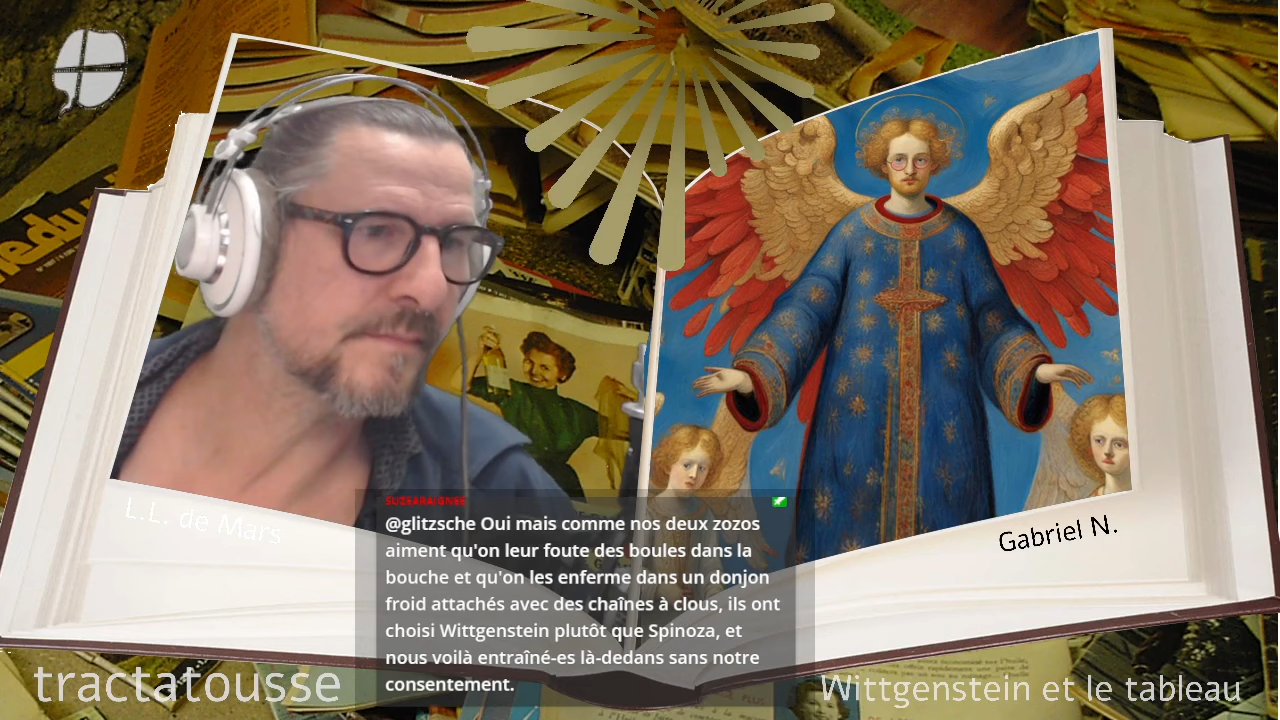 L.L. de Mars
Gabriel N.
SUZEARAIGNEE
@glitzsche Oui mais comme nos deux zozos
aiment qu'on leur foute des boules dans la
bouche et qu'on les enferme dans un donjon
froid attachés avec des chaînes à clous, ils ont
choisi Wittgenstein plutôt que Spinoza, et
nous voilà entraîné-es là-dedans sans notre
consentement.
tractatousse
Wittgenstein et le tableau